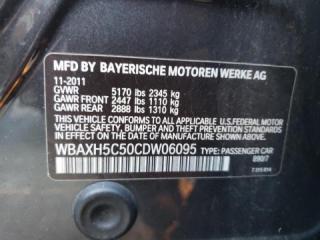 MFD BY BAYERISCHE MOTOREN WERKE AG
11-2011
GVWR 5170 lbs 2345 kg
GAWR FRONT 2447 lbs 1110 kg
GAWR REAR 2888 lbs 1310 kg
THIS VEHICLE CONFORMS TO ALL APPLICABLE
U.S. FEDERAL MOTOR VEHICLE SAFETY, BUMPER,
AND THEFT PREVENTION STANDARDS IN EFFECT
ON THE DATE OF MANUFACTURE SHOWN ABOVE.
WBAXH5C50CDW06095 TYPE: PASSENGER CAR